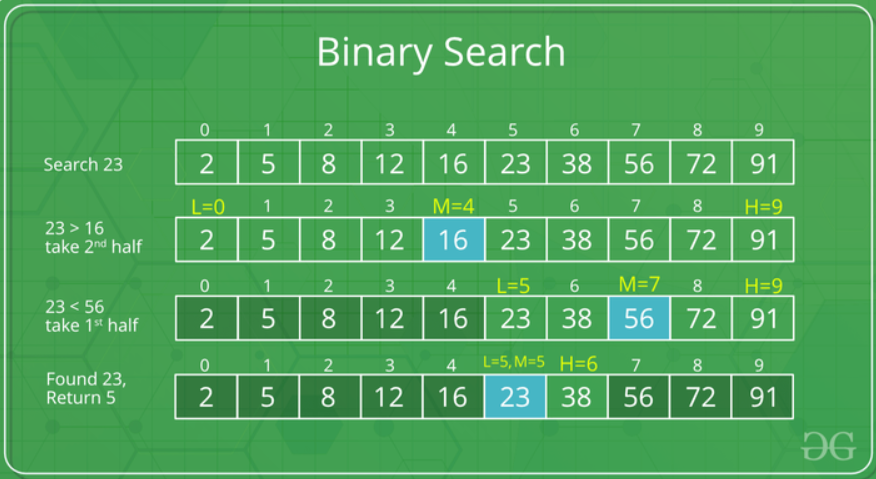 Binary Search
0 1 2 3 4 5 6 7 8 9
Search 23 2 5 8 12 16 23 38 56 72 91
L=0 1 2 3 M=4 5 6 7 8 H=9
23 > 16
take 2nd half 2 5 8 12 16 23 38 56 72 91
0 1 2 3 4 L=5 6 M=7 8 H=9
23 < 56
take 1st half 2 5 8 12 16 23 38 56 72 91
0 1 2 3 4 L=5, M=5 H=6 7 8 9
Found 23,
Return 5 2 5 8 12 16 23 38 56 72 91